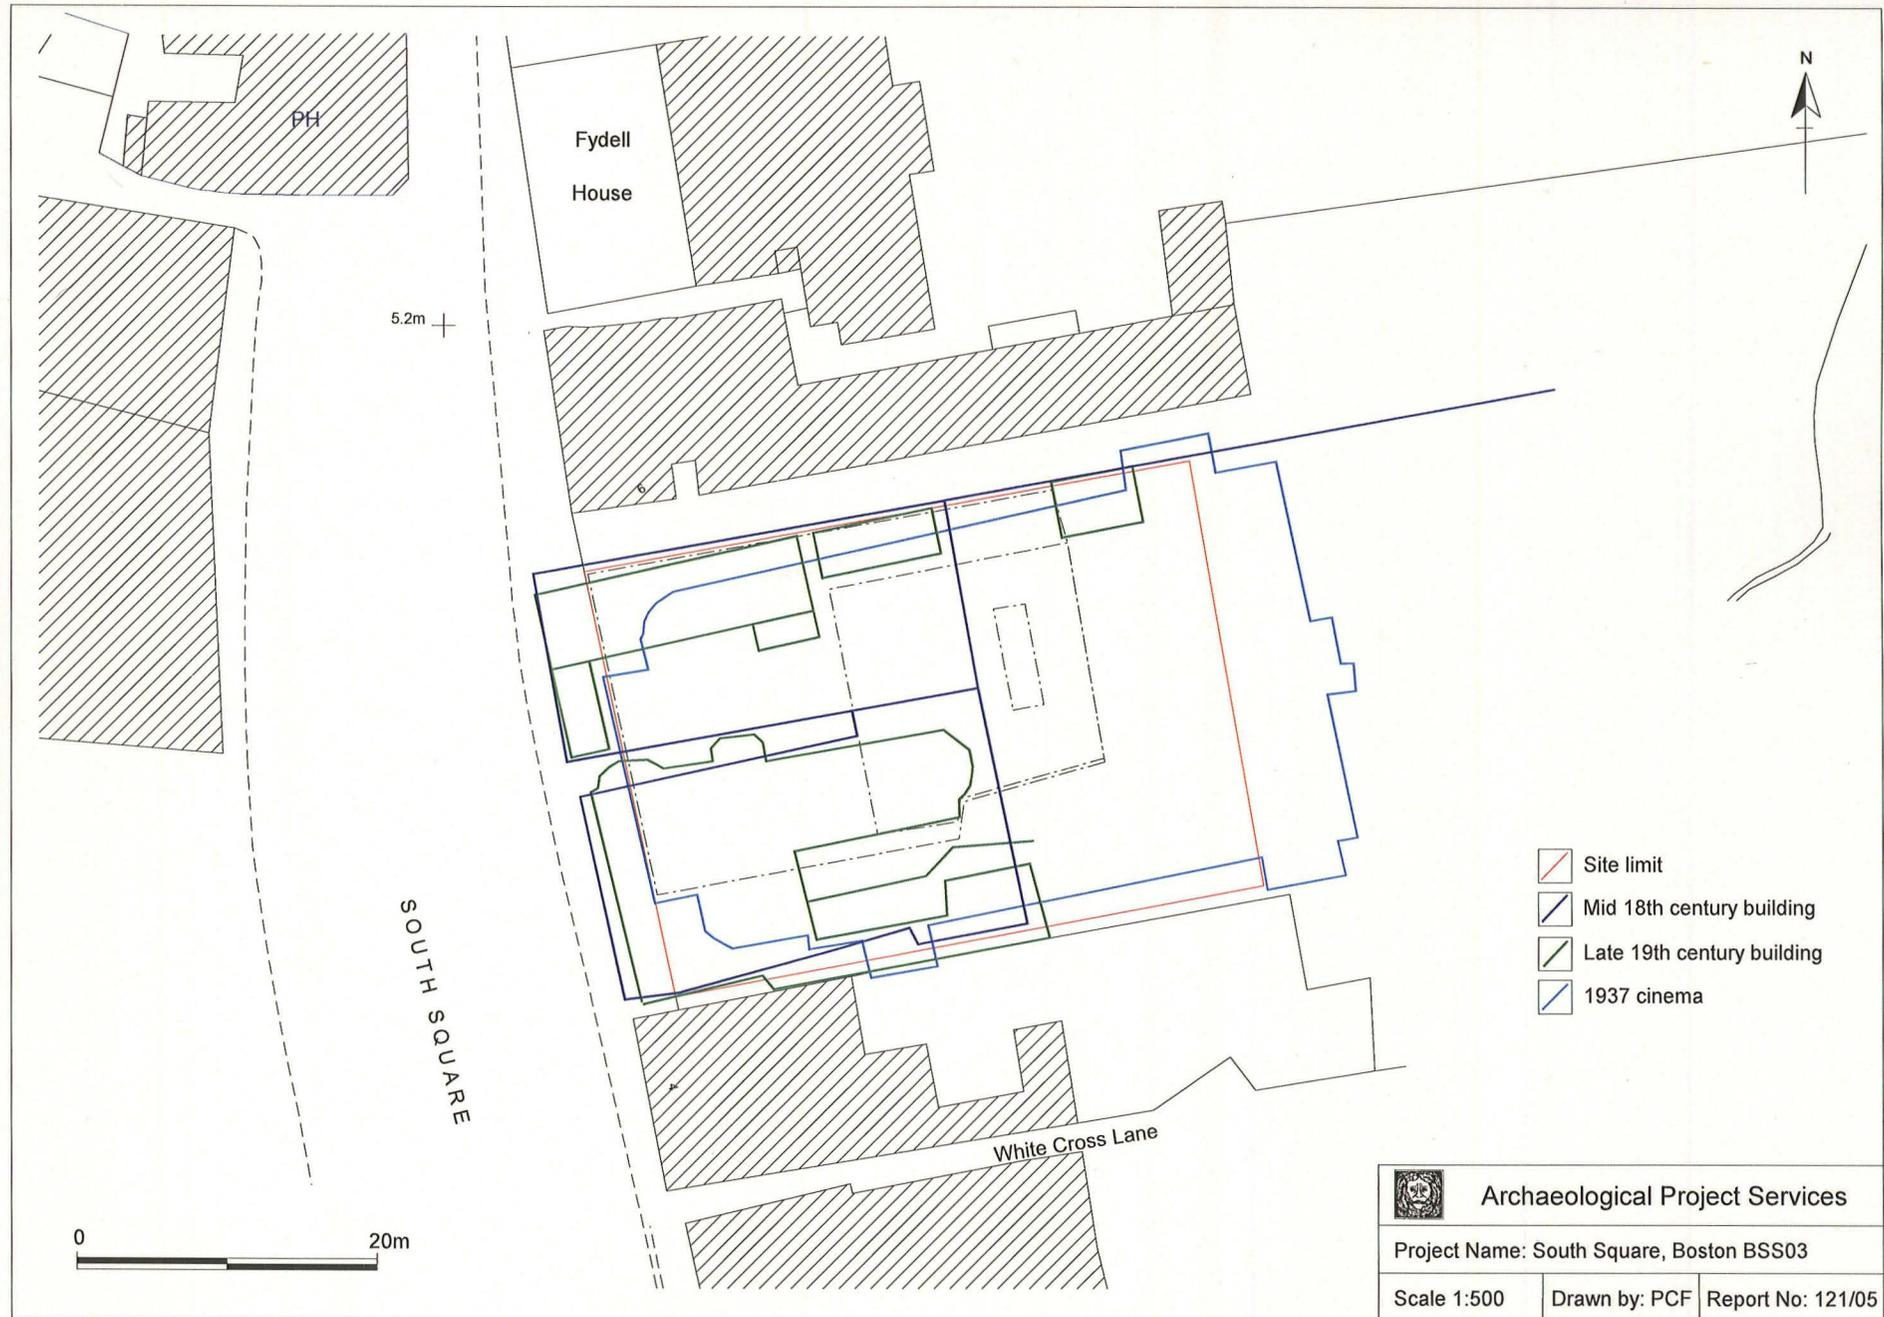 PH
Fydell
House
N
5.2m
6
SOUTH SQUARE
Site limit
Mid 18th century building
Late 19th century building
1937 cinema
4
White Cross Lane
0 20m
Archaeological Project Services
Project Name: South Square, Boston BSS03
Scale 1:500 Drawn by: PCF Report No: 121/05